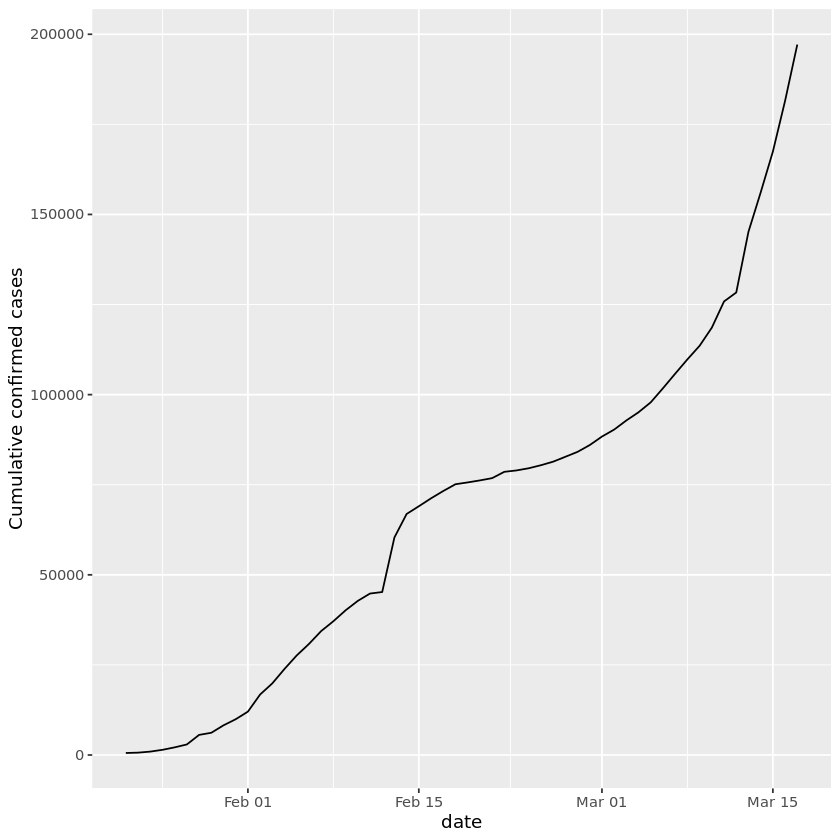 200000
150000
100000
50000
0
Cumulative confirmed cases
Feb 01
Feb 15
Mar 01
Mar 15
date